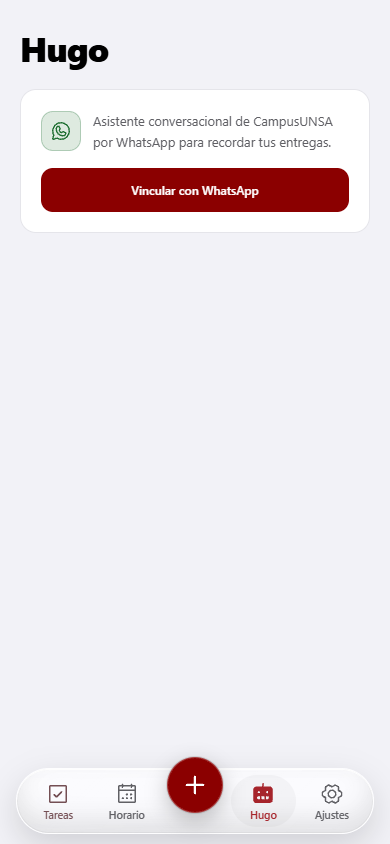 Hugo
Asistente conversacional de CampusUNSA
por WhatsApp para recordar tus entregas.
Vincular con WhatsApp
Tareas
Horario
Hugo
Ajustes